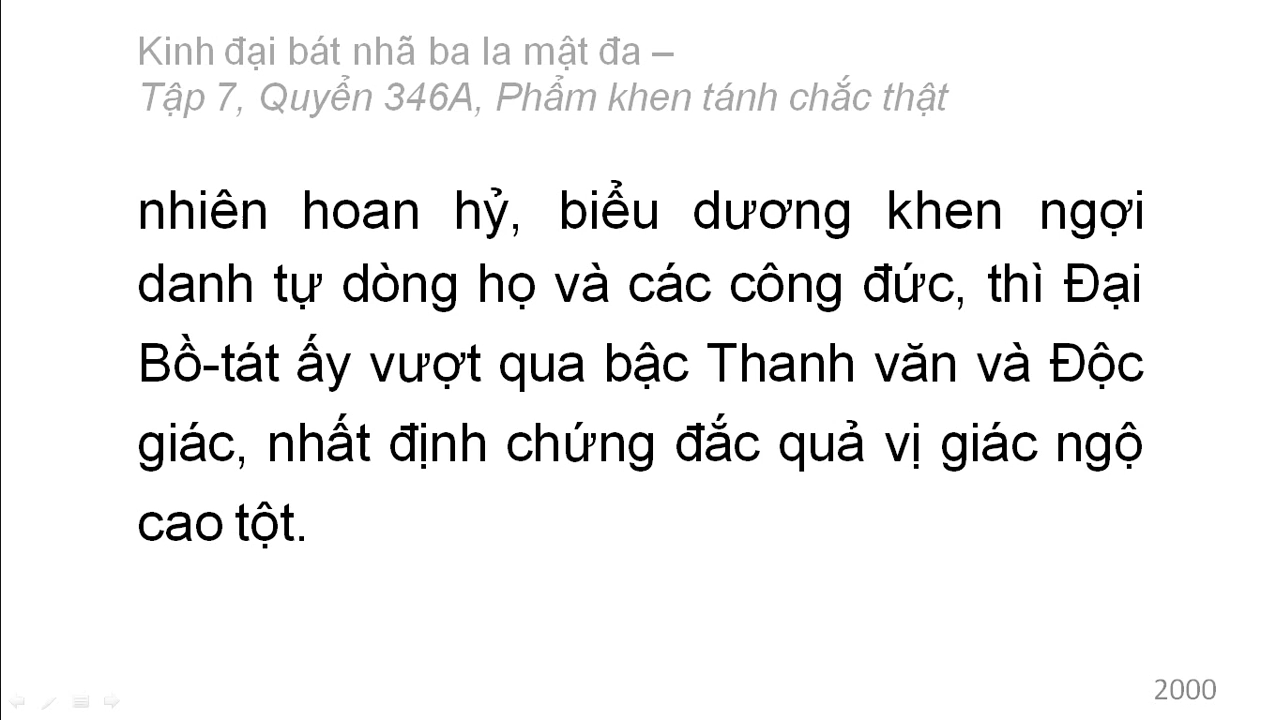 Kinh đại bát nhã ba la mật đa –
Tập 7, Quyển 346A, Phẩm khen tánh chắc thật
nhiên hoan hỷ, biểu dương khen ngợi
danh tự dòng họ và các công đức, thì Đại
Bồ-tát ấy vượt qua bậc Thanh văn và Độc
giác, nhất định chứng đắc quả vị giác ngộ
cao tột.
2000